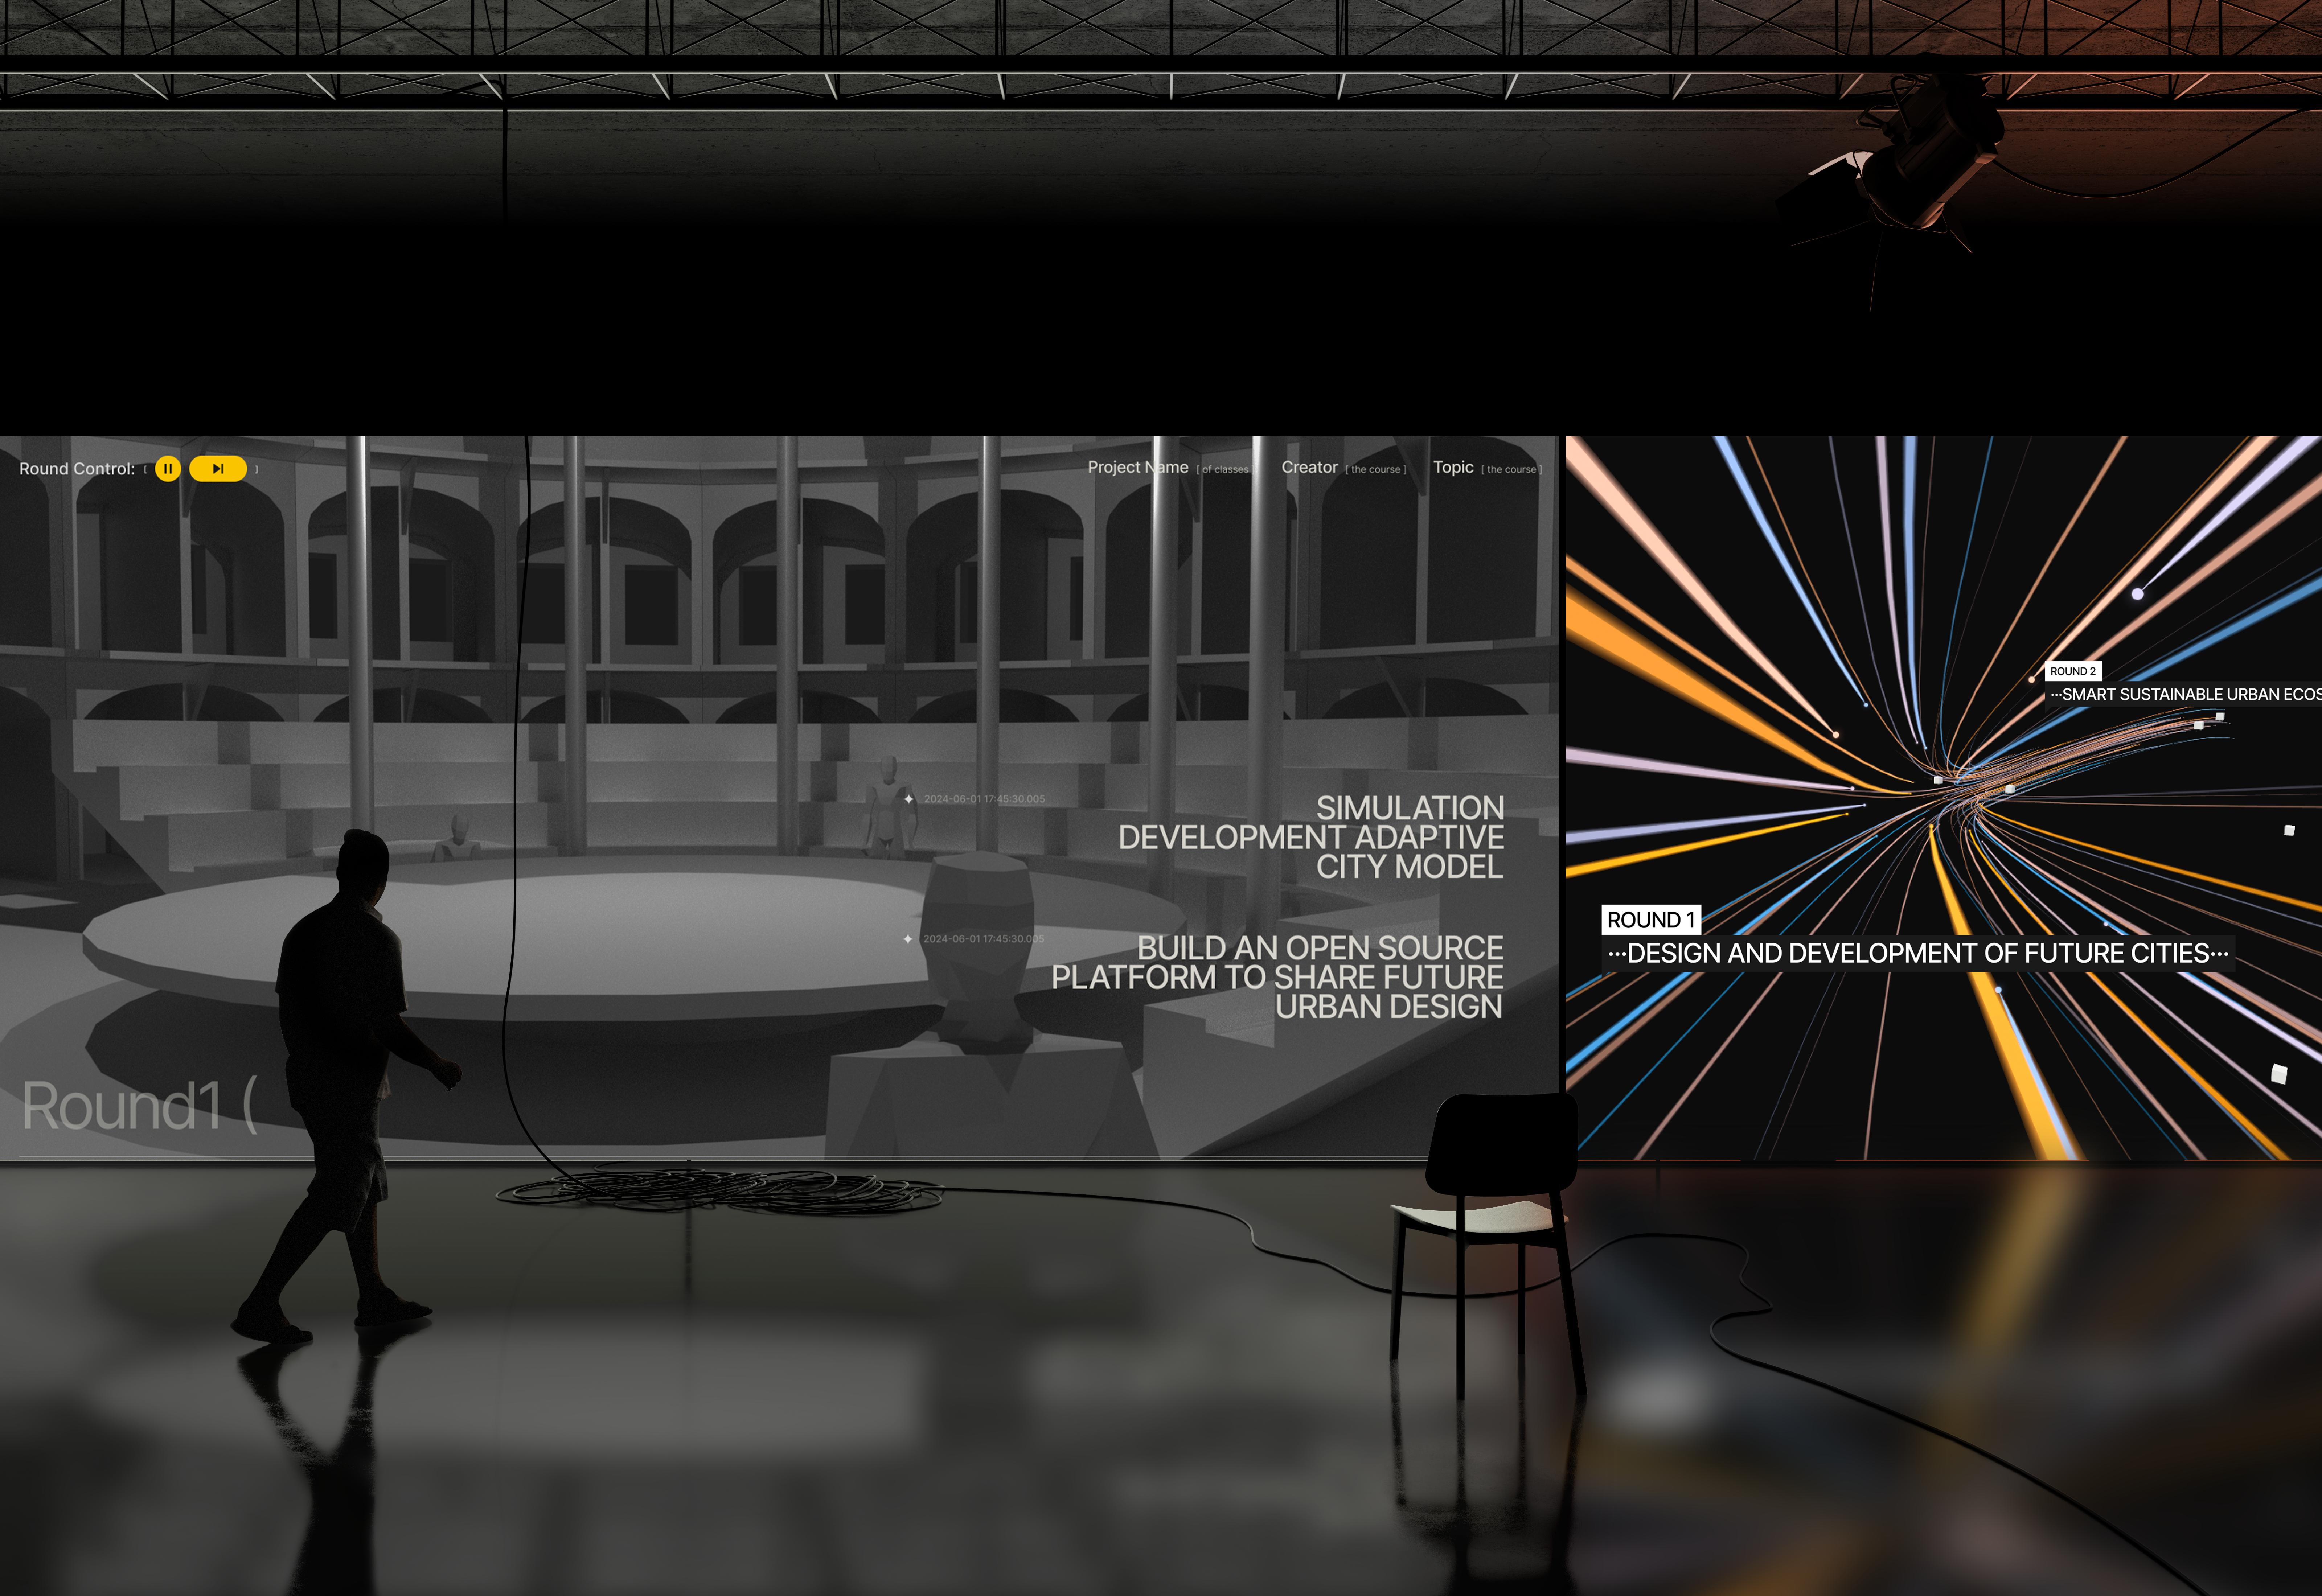 Round Control: [ ]
Project Name [ of classes ]
Creator [ the course ]
Topic [ the course ]
2024-06-01 17:45:30.005
SIMULATION
DEVELOPMENT ADAPTIVE
CITY MODEL
2024-06-01 17:45:30.005
BUILD AN OPEN SOURCE
PLATFORM TO SHARE FUTURE
URBAN DESIGN
Round1 (
ROUND 2
···SMART SUSTAINABLE URBAN ECOS
ROUND 1
···DESIGN AND DEVELOPMENT OF FUTURE CITIES···